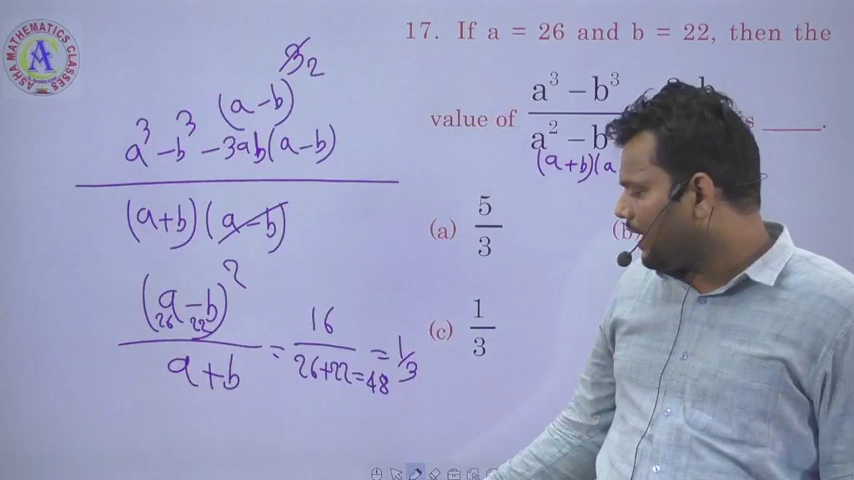 ASHA MATHEMATICS CLASSES
A
17. If a = 26 and b = 22, then the
value of a³ – b³
a² – b
(a+b)(a
(a) 5/3
(b)
(c) 1/3
2
(a–b)
a³ – b³ – 3ab(a–b)
(a+b)(a–b)
(a–b)²
26 22
a+b
= 16
26+22=48
= 1/3